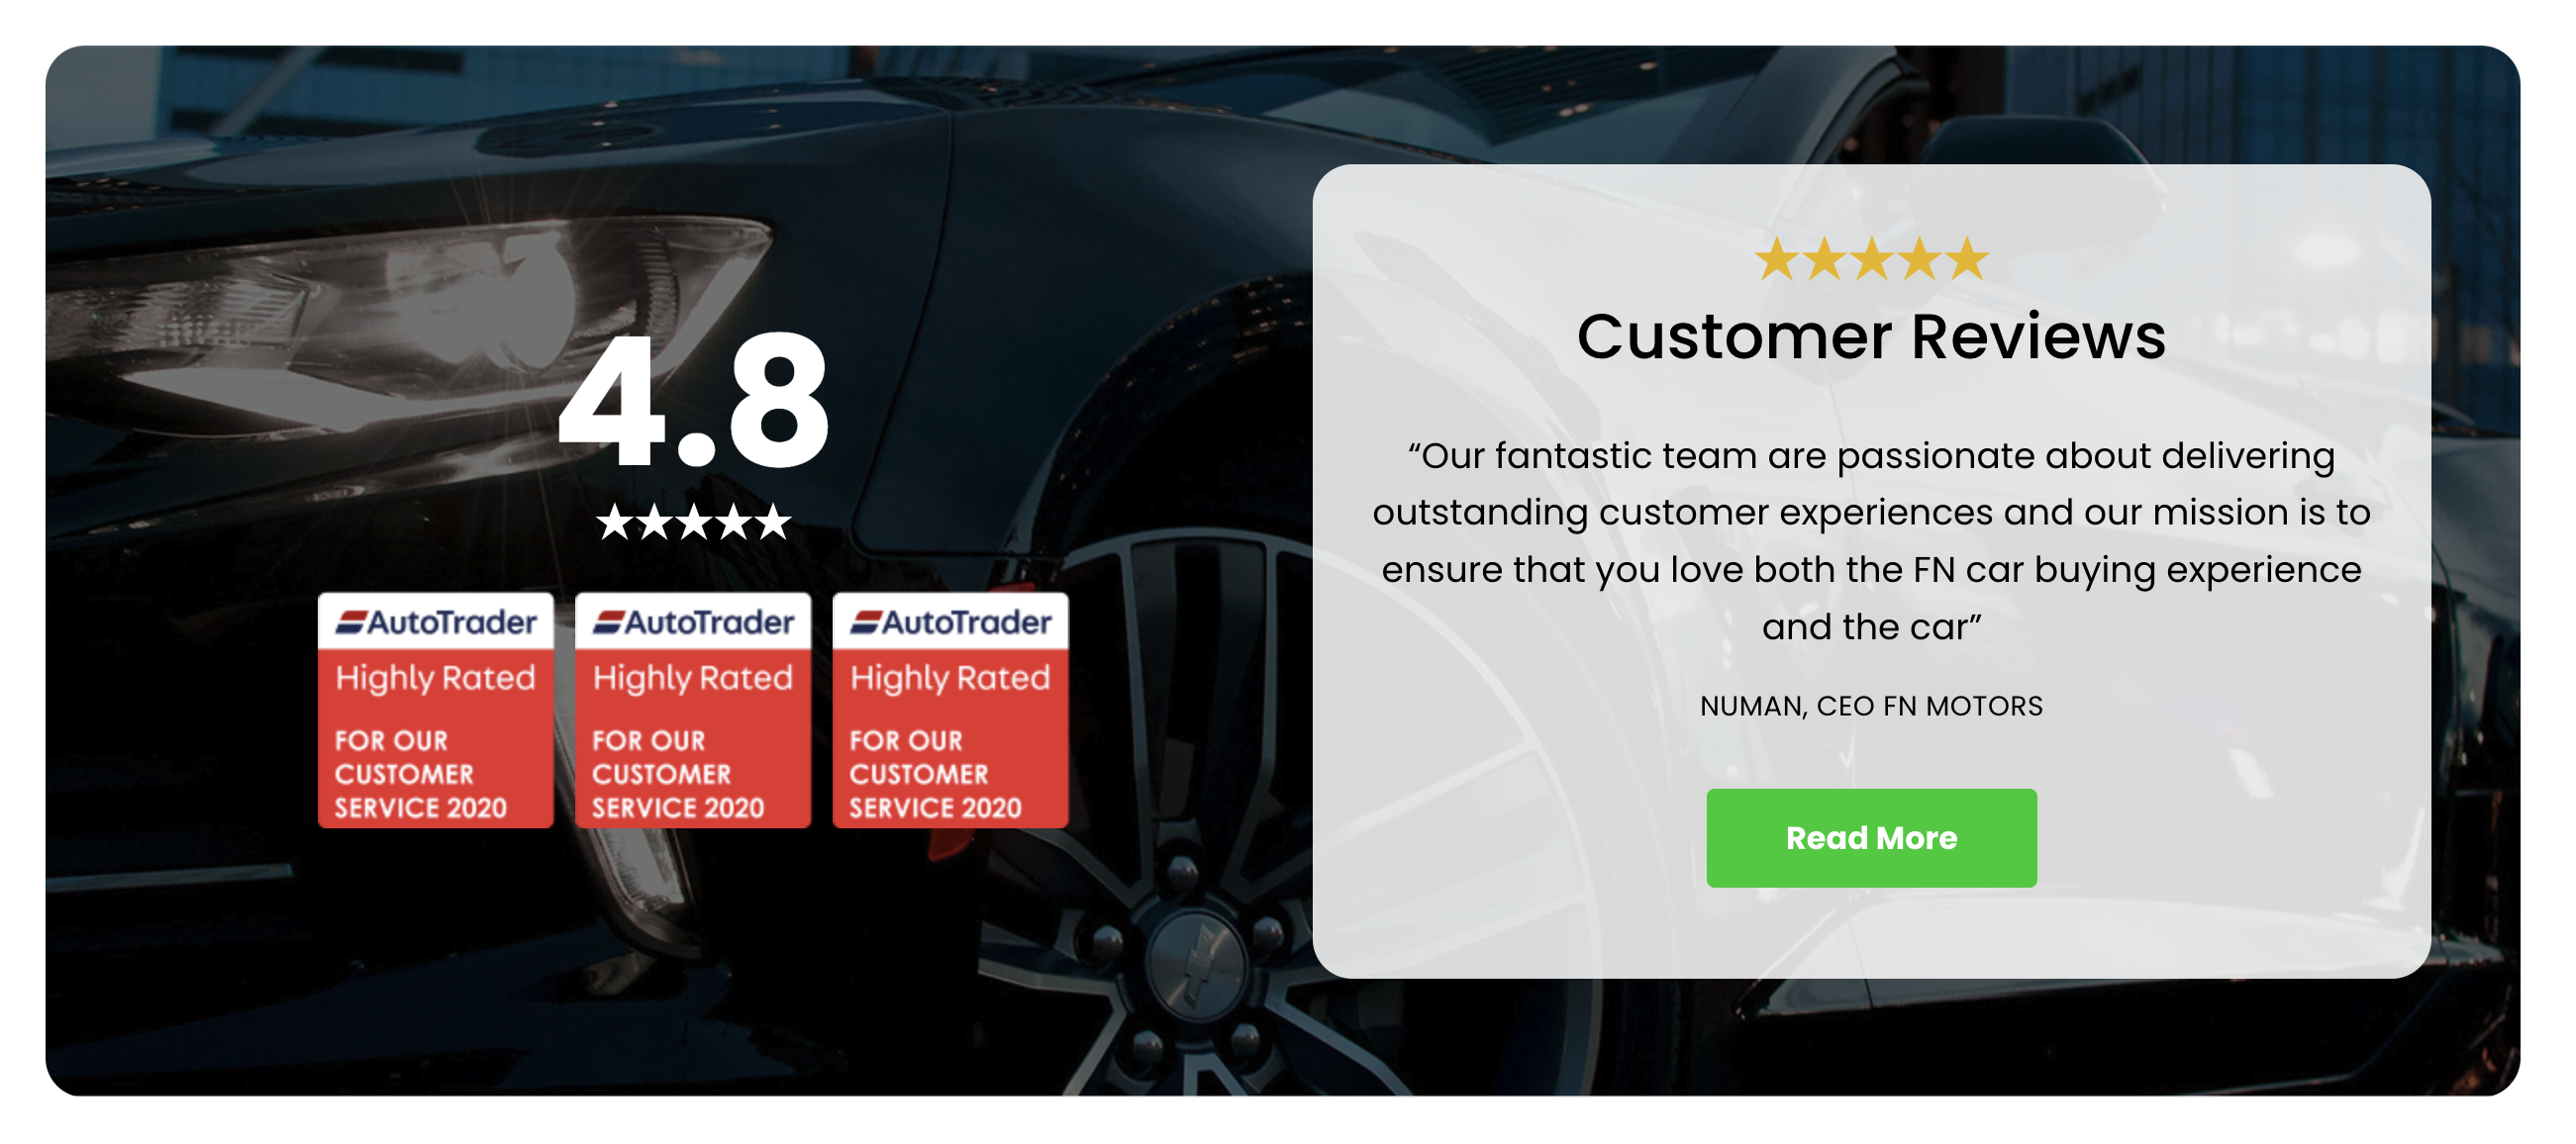 4.8
AutoTrader
Highly Rated
FOR OUR
CUSTOMER
SERVICE 2020
AutoTrader
Highly Rated
FOR OUR
CUSTOMER
SERVICE 2020
AutoTrader
Highly Rated
FOR OUR
CUSTOMER
SERVICE 2020
Customer Reviews
“Our fantastic team are passionate about delivering
outstanding customer experiences and our mission is to
ensure that you love both the FN car buying experience
and the car”
NUMAN, CEO FN MOTORS
Read More